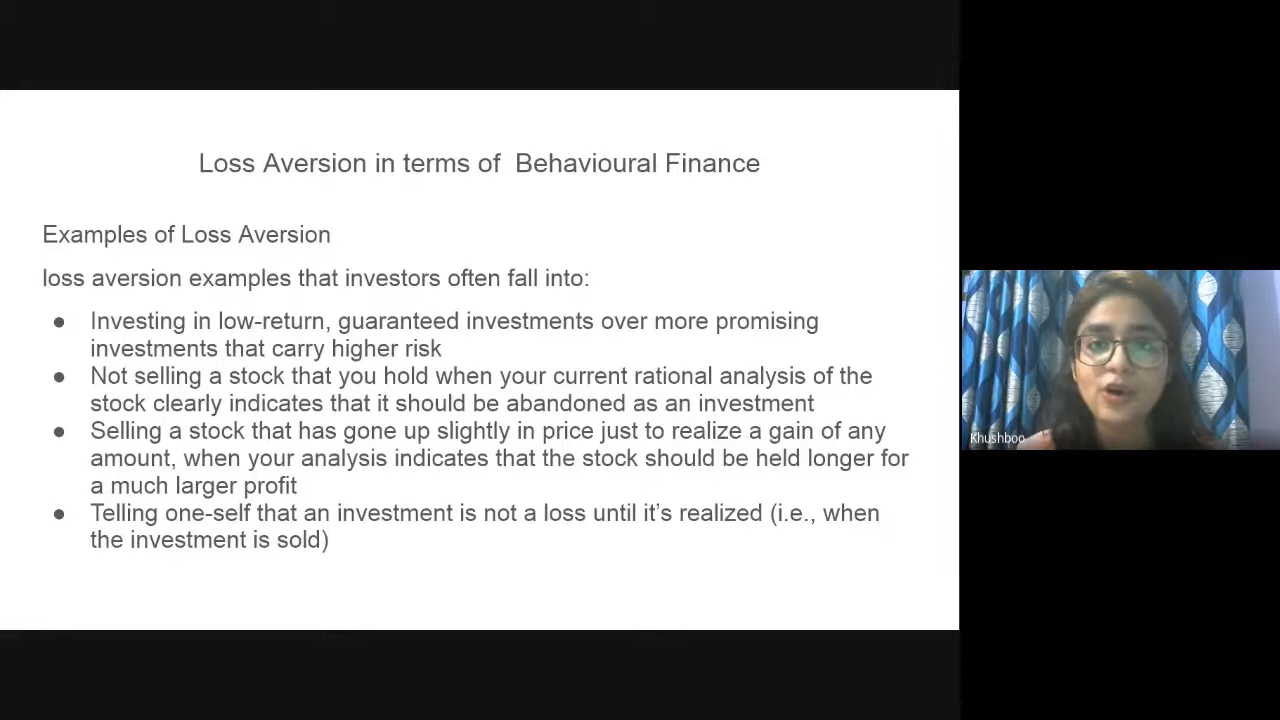 Loss Aversion in terms of  Behavioural Finance
Examples of Loss Aversion
loss aversion examples that investors often fall into:
● Investing in low-return, guaranteed investments over more promising
investments that carry higher risk
● Not selling a stock that you hold when your current rational analysis of the
stock clearly indicates that it should be abandoned as an investment
● Selling a stock that has gone up slightly in price just to realize a gain of any
amount, when your analysis indicates that the stock should be held longer for
a much larger profit
● Telling one-self that an investment is not a loss until it’s realized (i.e., when
the investment is sold)
Khushboo